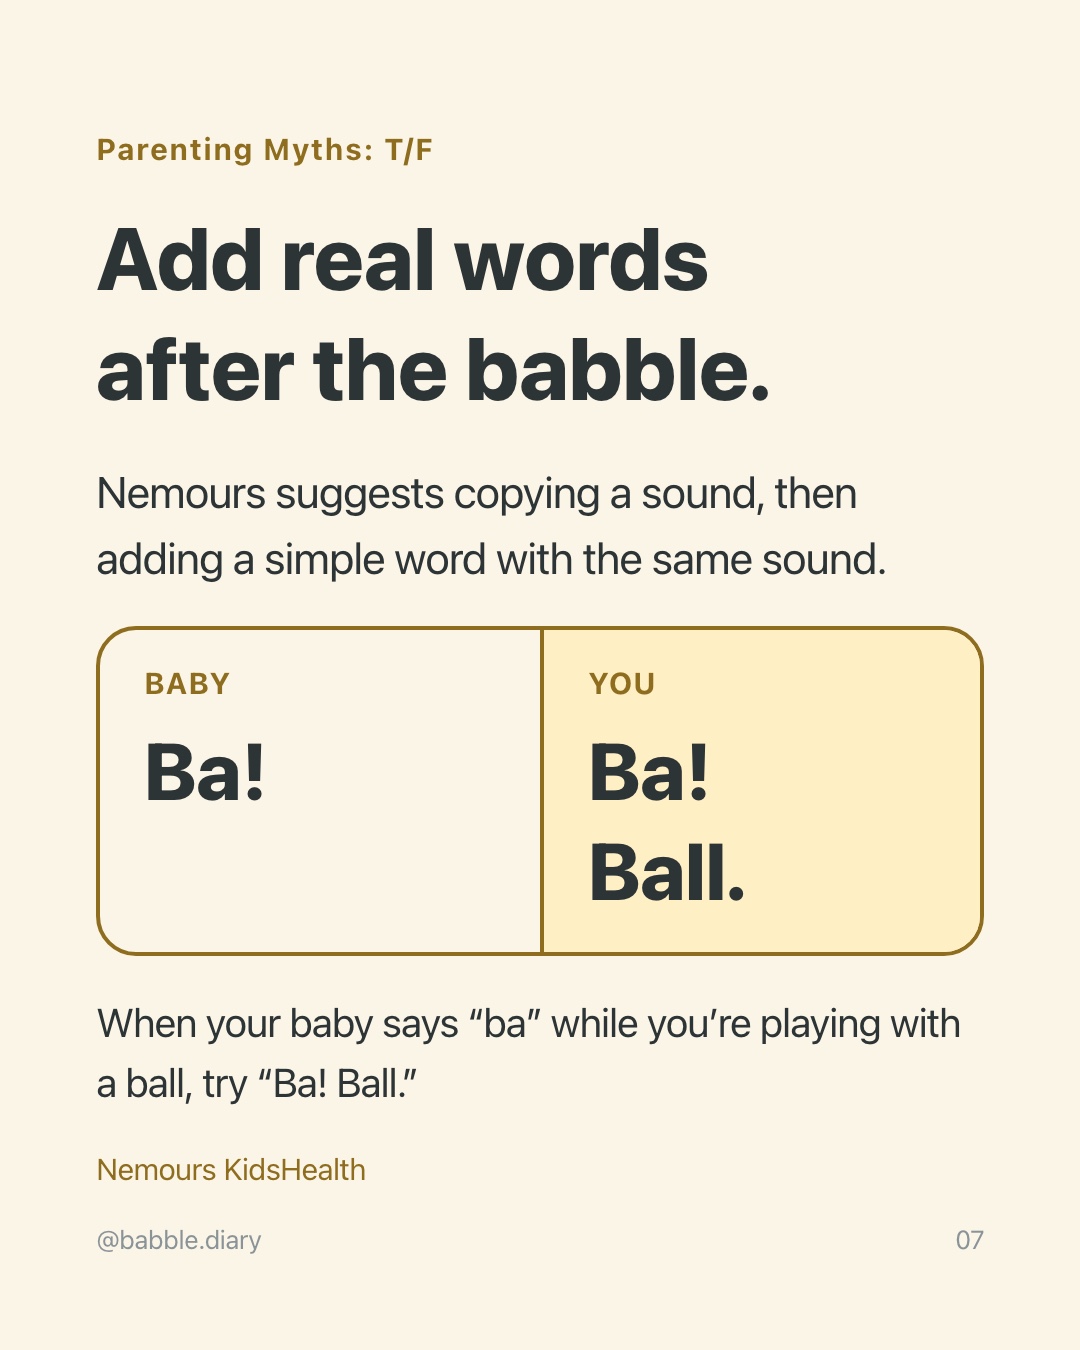 Parenting Myths: T/F
Add real words
after the babble.
Nemours suggests copying a sound, then
adding a simple word with the same sound.
BABY
Ba!
YOU
Ba!
Ball.
When your baby says “ba” while you’re playing with
a ball, try “Ba! Ball.”
Nemours KidsHealth
@babble.diary
07